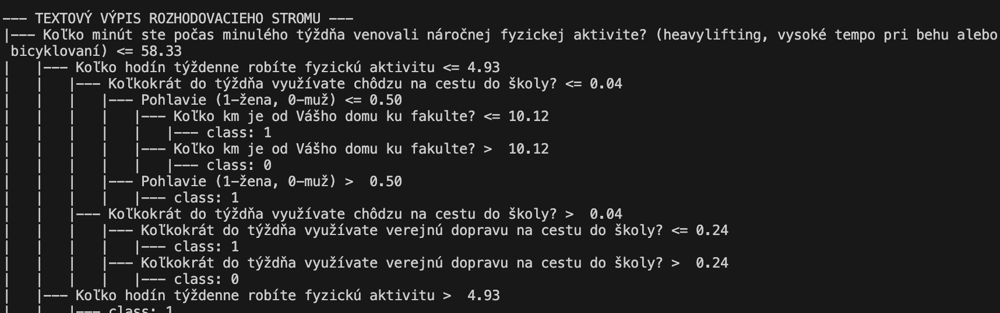 --- TEXTOVÝ VÝPIS ROZHODOVACIEHO STROMU ---
|--- Koľko minút ste počas minulého týždňa venovali náročnej fyzickej aktivite? (heavylifting, vysoké tempo pri behu alebo
 bicyklovaní) <= 58.33
|   |--- Koľko hodín týždenne robíte fyzickú aktivitu <= 4.93
|   |   |--- Koľkokrát do týždňa využívate chôdzu na cestu do školy? <= 0.04
|   |   |   |--- Pohlavie (1-žena, 0-muž) <= 0.50
|   |   |   |   |--- Koľko km je od Vášho domu ku fakulte? <= 10.12
|   |   |   |   |   |--- class: 1
|   |   |   |   |--- Koľko km je od Vášho domu ku fakulte? >  10.12
|   |   |   |   |   |--- class: 0
|   |   |   |--- Pohlavie (1-žena, 0-muž) >  0.50
|   |   |   |   |--- class: 1
|   |   |--- Koľkokrát do týždňa využívate chôdzu na cestu do školy? >  0.04
|   |   |   |--- Koľkokrát do týždňa využívate verejnú dopravu na cestu do školy? <= 0.24
|   |   |   |   |--- class: 1
|   |   |   |--- Koľkokrát do týždňa využívate verejnú dopravu na cestu do školy? >  0.24
|   |   |   |   |--- class: 0
|   |--- Koľko hodín týždenne robíte fyzickú aktivitu >  4.93
|   |   |--- class: 1